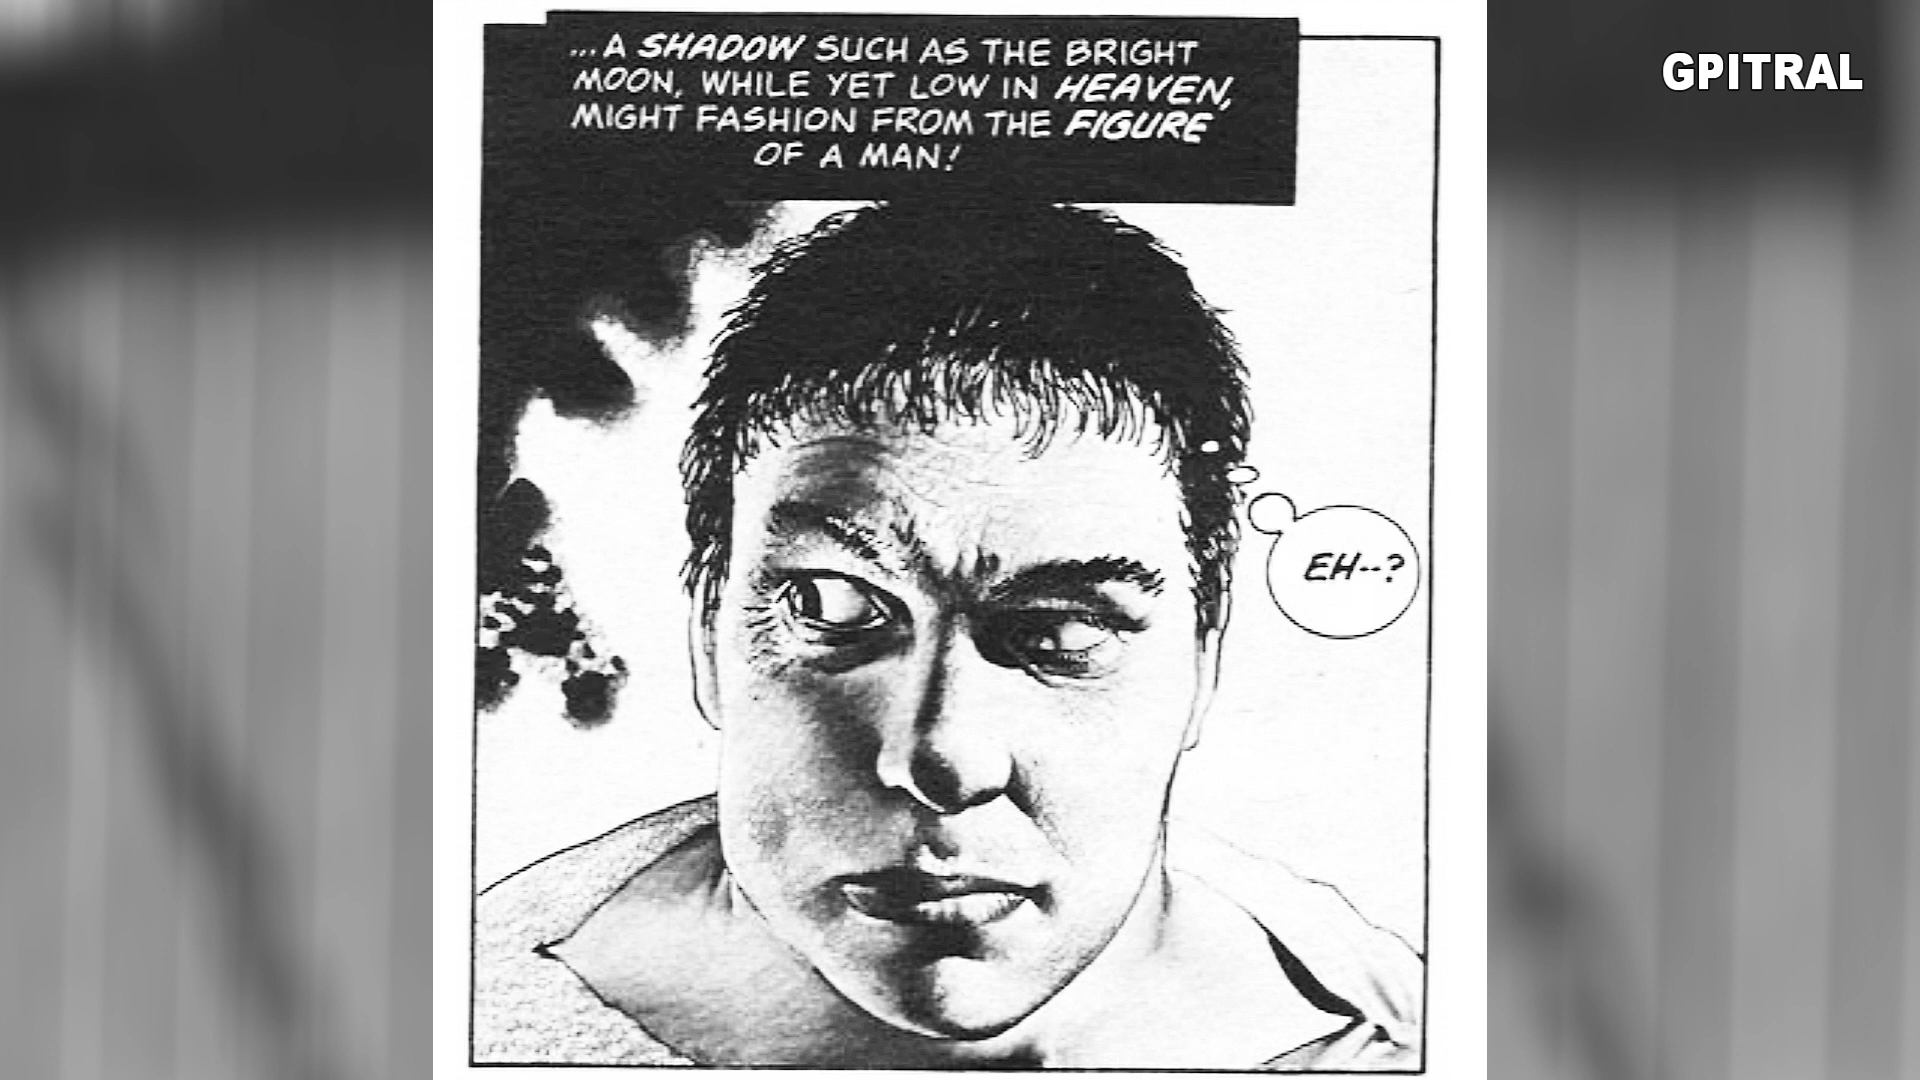 GPITRAL
...A SHADOW SUCH AS THE BRIGHT
MOON, WHILE YET LOW IN HEAVEN,
MIGHT FASHION FROM THE FIGURE
OF A MAN!
EH--?